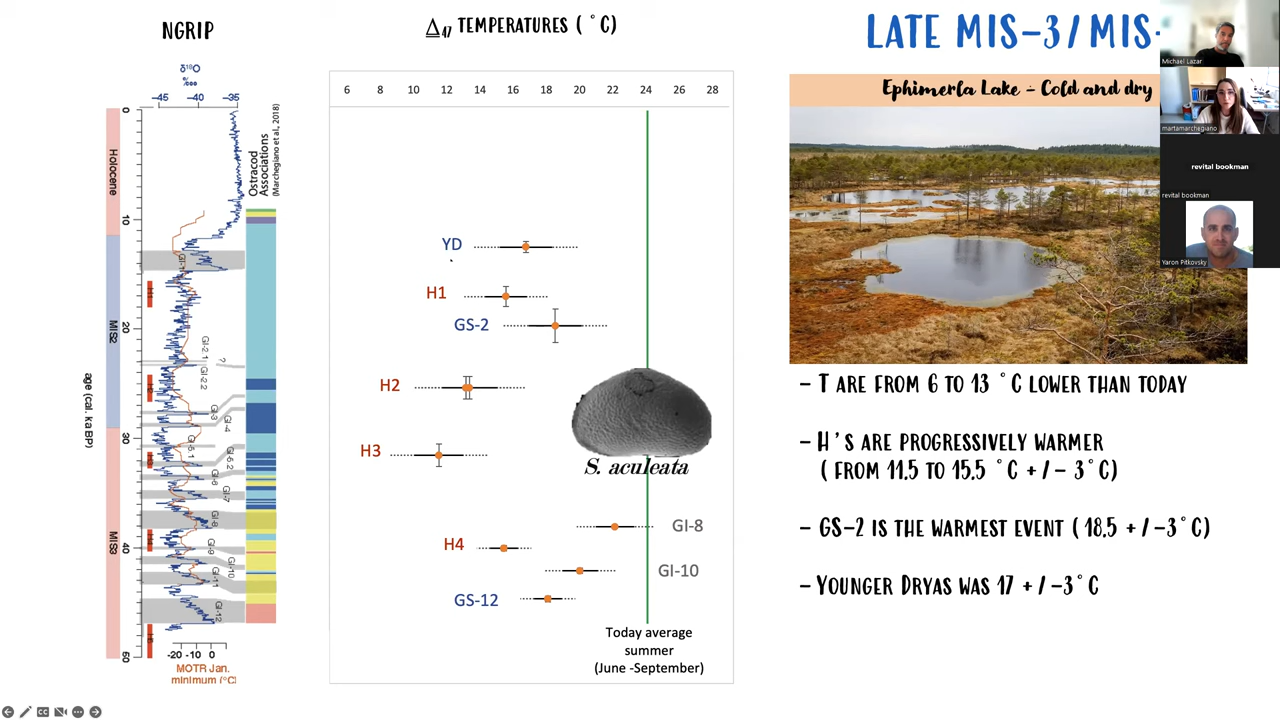 NGRIP
δ18O
‰
-45 -40 -35
Ostracod
Associations
(Marchegiano et al., 2018)
Holocene
MIS2
MIS3
0
10
20
30
40
age (cal. ka BP)
GI-2.1
?
GI-2.2
GI-3
GI-4
GI-5.1
GI-5.2
GI-6
GI-7
GI-8
GI-9
GI-10
GI-11
GI-12
-20 -10 0
MOTR Jan.
minimum (°C)
Δ47 TEMPERATURES ( °C)
6 8 10 12 14 16 18 20 22 24 26 28
YD
H1
GS-2
H2
H3
S. aculeata
GI-8
H4
GI-10
GS-12
Today average
summer
(June -September)
LATE MIS-3 / MIS-
Ephimerla Lake - Cold and dry
- T ARE FROM 6 TO 13 °C LOWER THAN TODAY
- H'S ARE PROGRESSIVELY WARMER
( FROM 11.5 TO 15.5 °C +/- 3°C)
- GS-2 IS THE WARMEST EVENT ( 18.5 +/-3°C)
- YOUNGER DRYAS WAS 17 +/-3°C
Michael Lazar
martamarchegiano
revital bookman
revital bookman
Yaron Pitkovsky